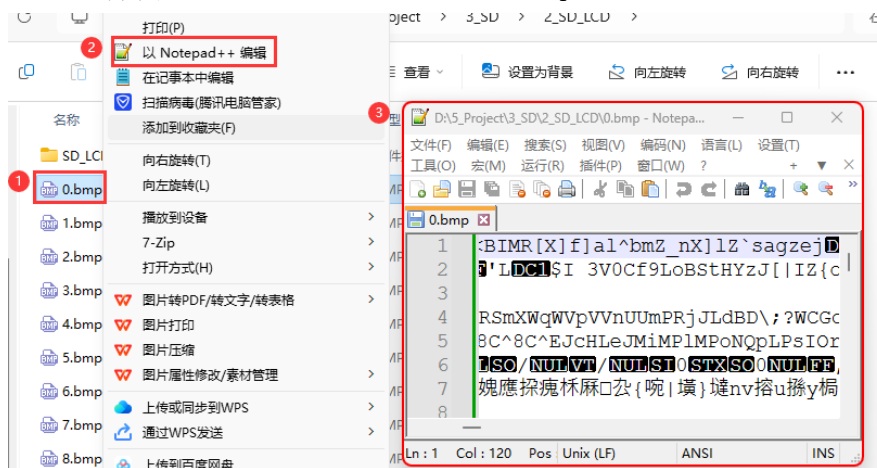 oject > 3_SD > 2_SD_LCD >
打印(P)
2
以 Notepad++ 编辑
在记事本中编辑
扫描病毒(腾讯电脑管家)
添加到收藏夹(F)
向右旋转(T)
向左旋转(L)
播放到设备
7-Zip
打开方式(H)
图片转PDF/转文字/转表格
图片打印
图片压缩
图片属性修改/素材管理
上传或同步到WPS
通过WPS发送
上传到百度网盘
查看
设置为背景
向左旋转
向右旋转
名称
SD_LC
1
0.bmp
1.bmp
2.bmp
3.bmp
4.bmp
5.bmp
6.bmp
7.bmp
8.bmp
3
D:\5_Project\3_SD\2_SD_LCD\0.bmp - Notepa...
文件(F) 编辑(E) 搜索(S) 视图(V) 编码(N) 语言(L) 设置(T)
工具(O) 宏(M) 运行(R) 插件(P) 窗口(W) ?
0.bmp
1 <BIMR[X]f]al^bmZ_nX]lZ`sagzej
2 'LDC1$I 3V0Cf9LoBStHYzJ[|IZ{c
3
4 RSmXWqWVpVVnUUmPRjJLdBD\;?WCGc
5 8C^8C^EJcHLeJMiMPlMPoNQpLPsIOr
6 SO/NULVT/NULSI0STXSO0NULFF,
7
8
Ln : 1 Col : 120 Pos Unix (LF) ANSI INS